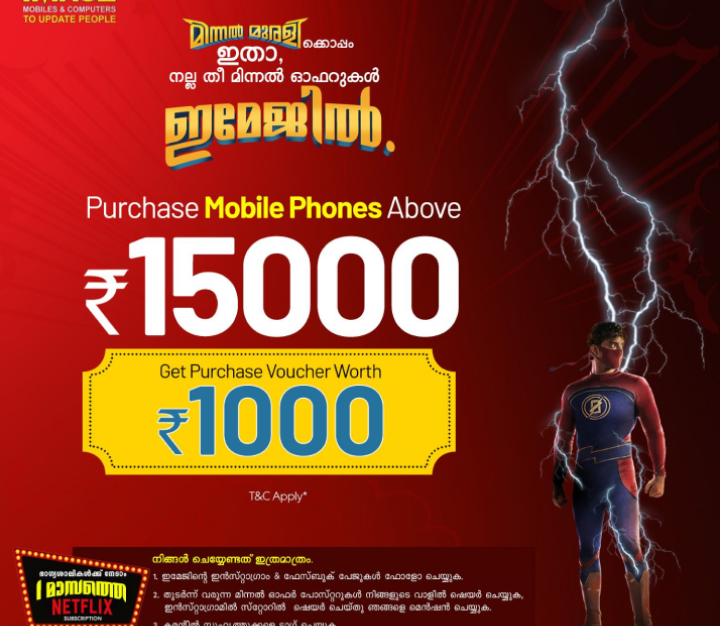 MOBILES & COMPUTERS
TO UPDATE PEOPLE
മിന്നൽ മുരളി ക്കൊപ്പം
ഇതാ,
നല്ല തീ മിന്നൽ ഓഫറുകൾ
ഇമേജിൽ.
Purchase Mobile Phones Above
₹15000
Get Purchase Voucher Worth
₹1000
T&C Apply*
ഭാഗ്യശാലികൾക്ക് നേടാം
1 മാസത്തെ
NETFLIX
SUBSCRIPTION
നിങ്ങൾ ചെയ്യേണ്ടത് ഇത്രമാത്രം.
1. ഇമേജിന്റെ ഇൻസ്റ്റാഗ്രാം & ഫേസ്ബുക് പേജുകൾ ഫോളോ ചെയ്യുക.
2. തുടർന്ന് വരുന്ന മിന്നൽ ഓഫർ പോസ്റ്ററുകൾ നിങ്ങളുടെ വാളിൽ ഷെയർ ചെയ്യുക,
ഇൻസ്റ്റാഗ്രാമിൽ സ്റ്റോറിൽ ഷെയർ ചെയ്തു ഞങ്ങളെ മെൻഷൻ ചെയ്യുക.